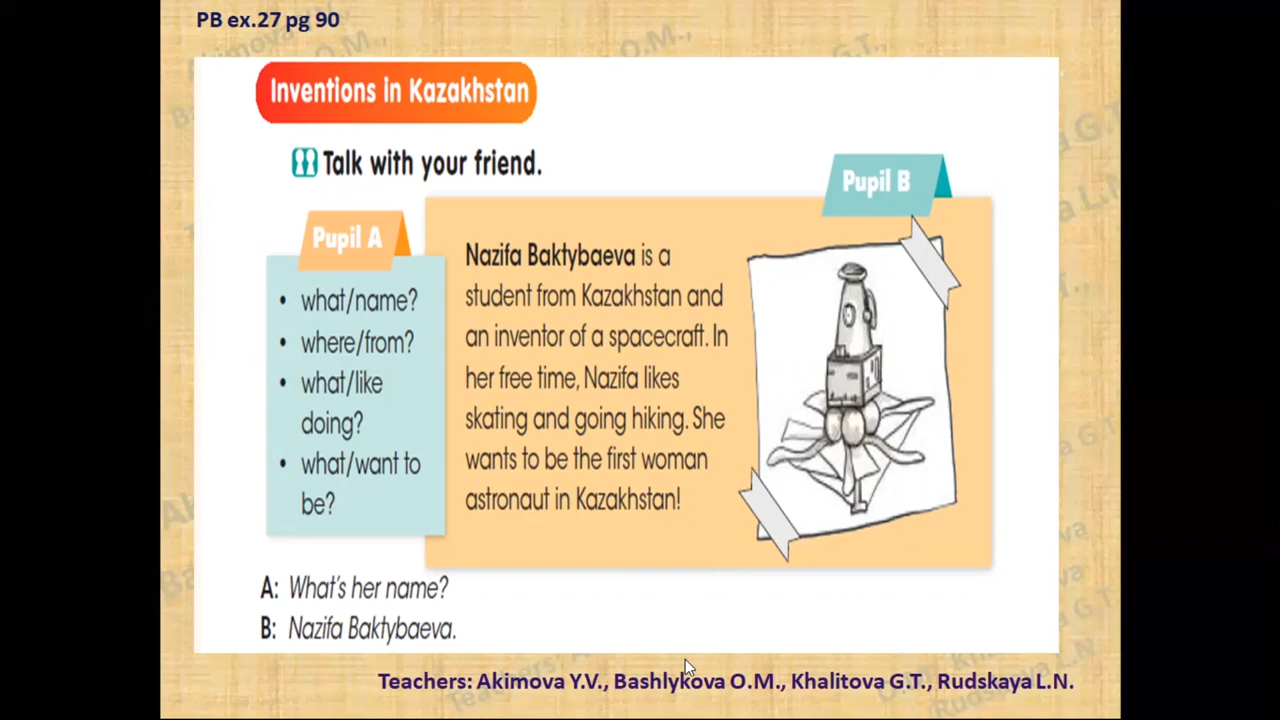 PB ex.27 pg 90
Inventions in Kazakhstan
Talk with your friend.
Pupil A
• what/name?
• where/from?
• what/like
doing?
• what/want to
be?
Pupil B
Nazifa Baktybaeva is a
student from Kazakhstan and
an inventor of a spacecraft. In
her free time, Nazifa likes
skating and going hiking. She
wants to be the first woman
astronaut in Kazakhstan!
A: What's her name?
B: Nazifa Baktybaeva.
Teachers: Akimova Y.V., Bashlykova O.M., Khalitova G.T., Rudskaya L.N.